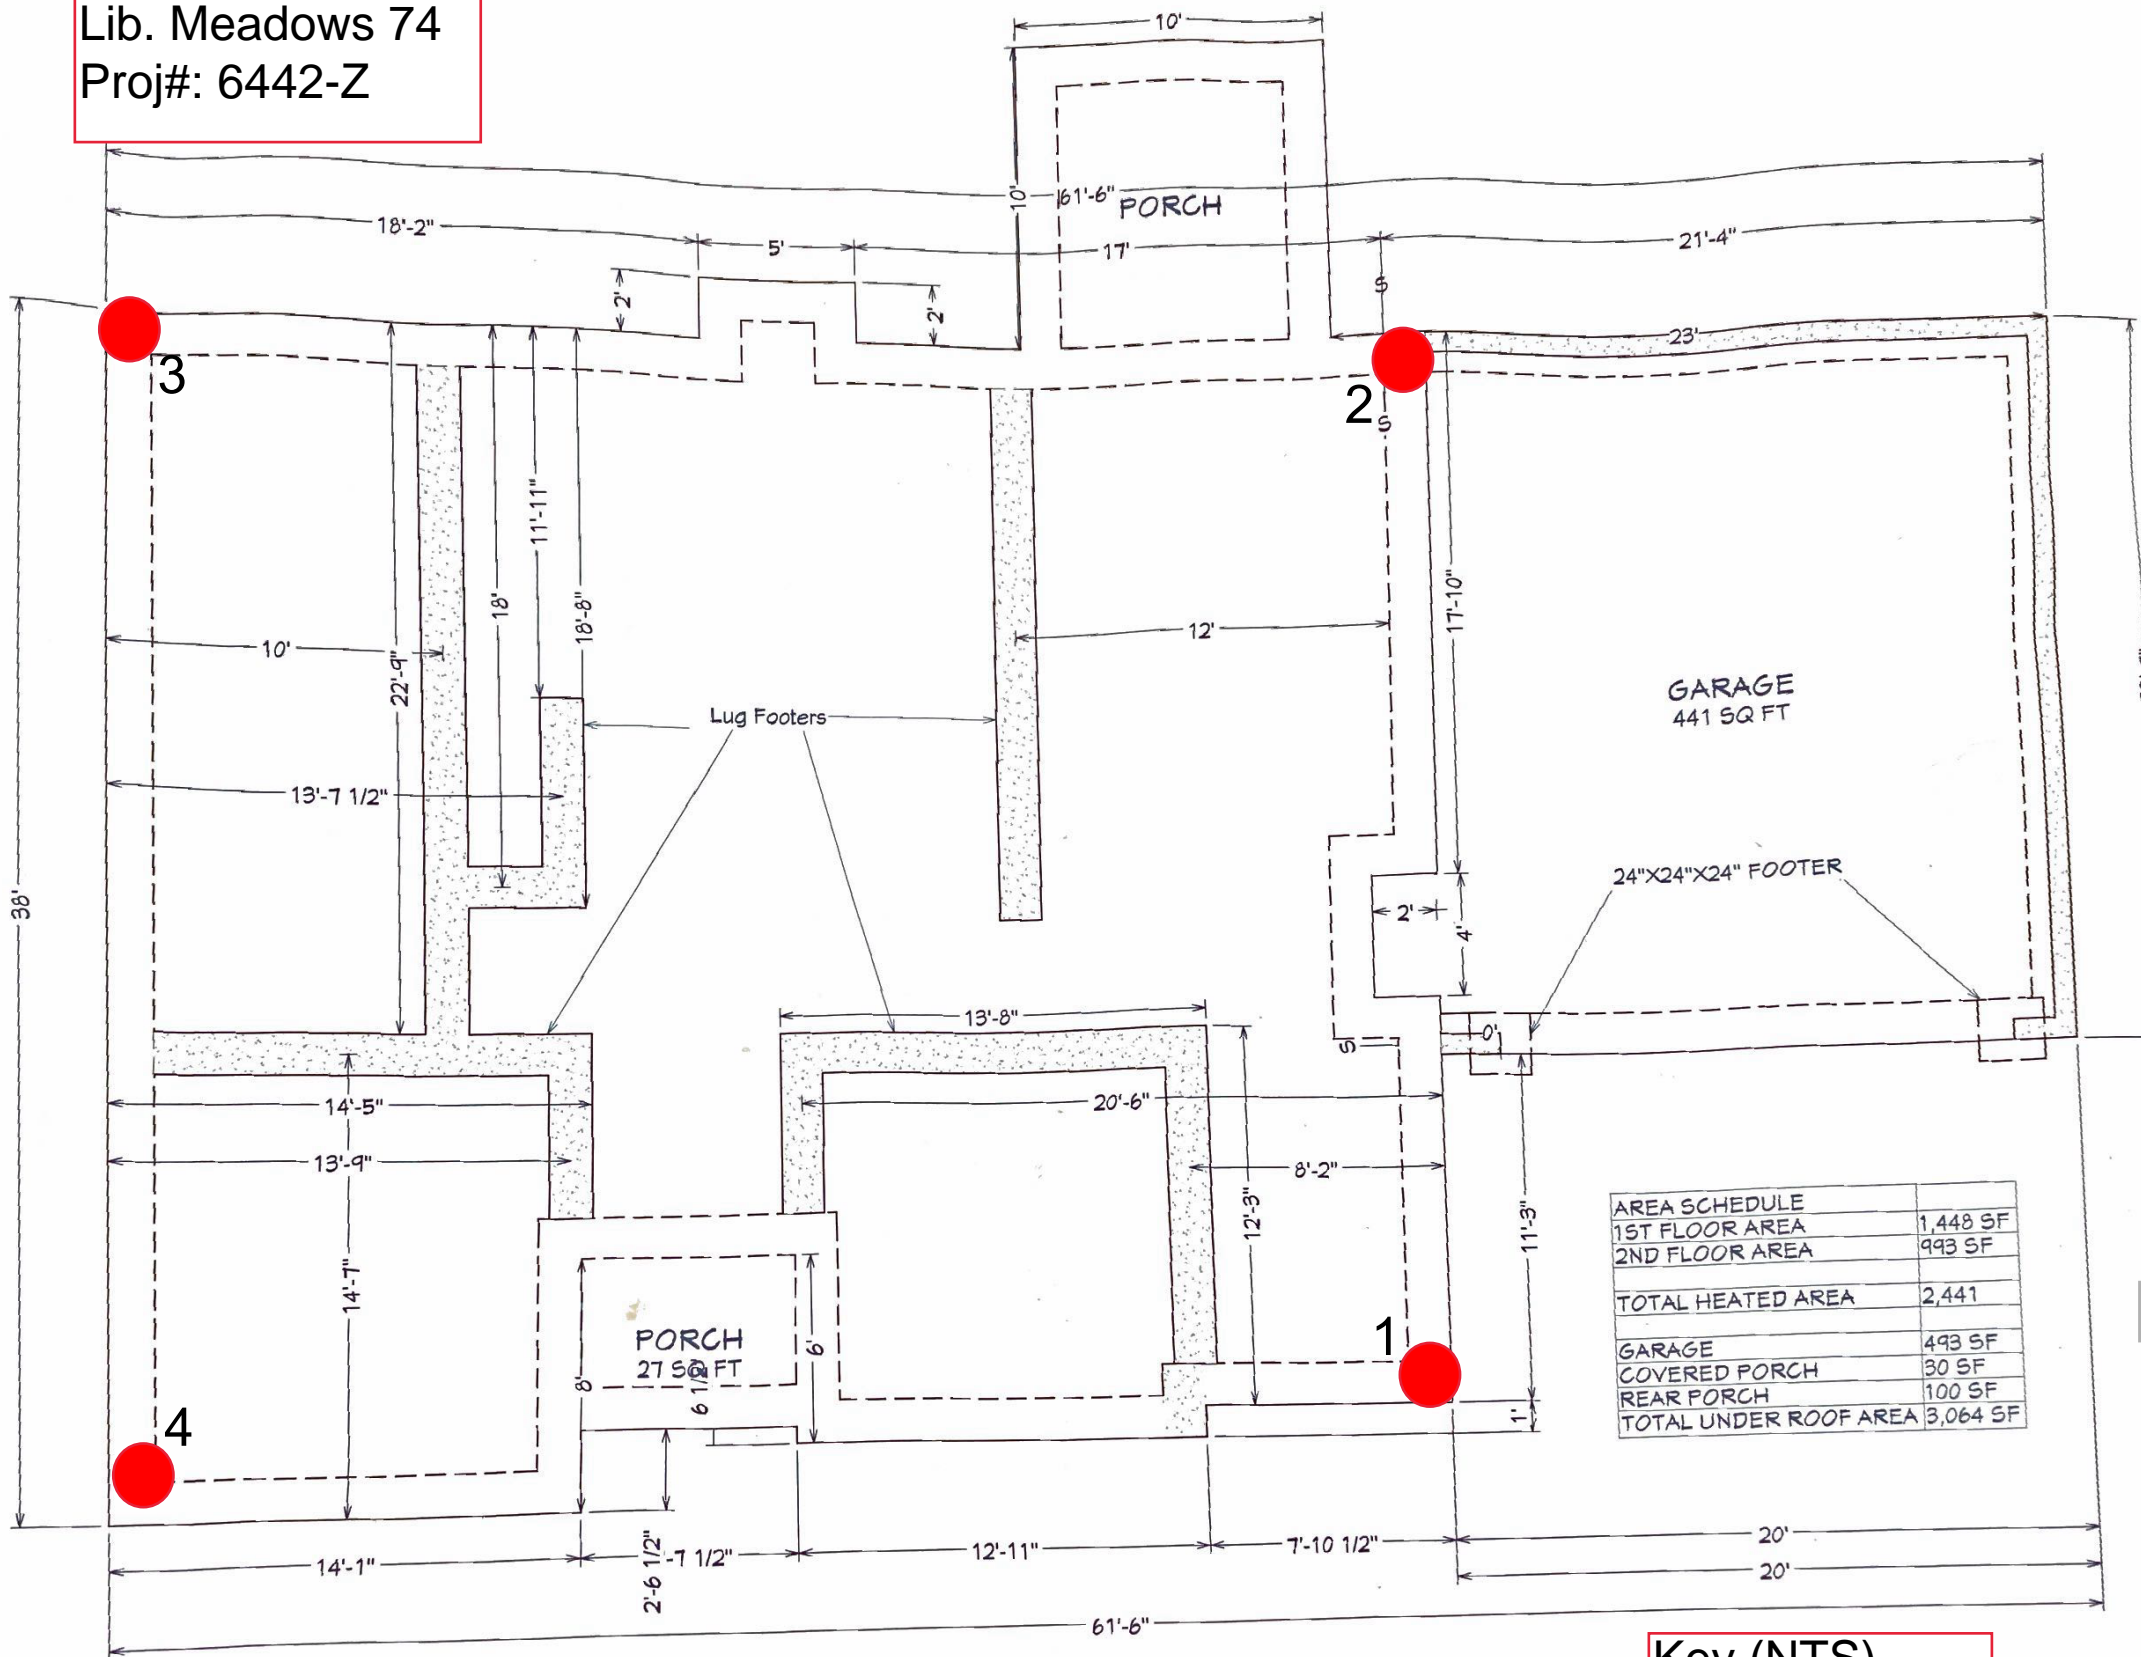 Lib. Meadows 74
Proj#: 6442-Z
10'
61'-6"
10'
PORCH
18'-2"
5'
17'
21'-4"
S
2'
2'
23'
3
2
S
11'-11"
18'
18'-8"
17'-10"
10'
12'
22'-9"
GARAGE
441 SQ FT
Lug Footers
13'-7 1/2"
24"X24"X24" FOOTER
38'
2'
4'
13'-8"
0'
S
14'-5"
20'-6"
13'-9"
8'-2"
12'-3"
11'-3"
14'-7"
AREA SCHEDULE
1ST FLOOR AREA 1,448 SF
2ND FLOOR AREA 993 SF
TOTAL HEATED AREA 2,441
GARAGE 493 SF
COVERED PORCH 30 SF
REAR PORCH 100 SF
TOTAL UNDER ROOF AREA 3,064 SF
PORCH
27 SQ FT
6'
8'
6 1/2"
1
1'
4
14'-1"
2'-6 1/2"
-7 1/2"
12'-11"
7'-10 1/2"
20'
20'
61'-6"
Key (NTS)